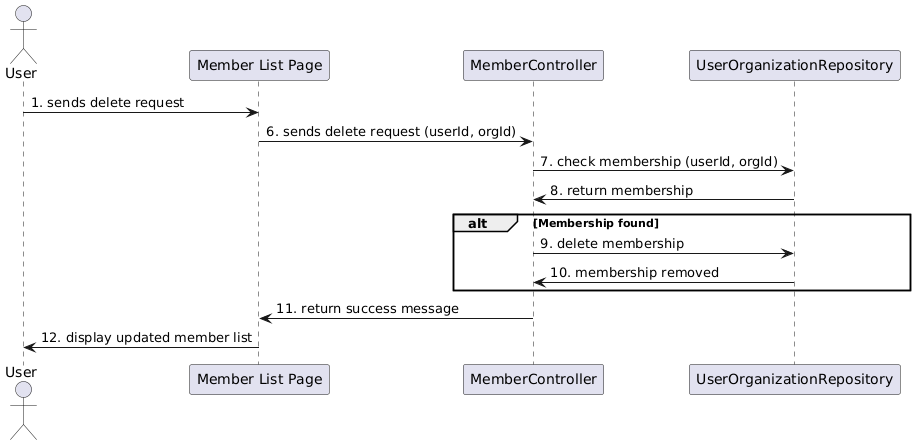 User
Member List Page
MemberController
UserOrganizationRepository
1. sends delete request
6. sends delete request (userId, orgId)
7. check membership (userId, orgId)
8. return membership
alt
[Membership found]
9. delete membership
10. membership removed
11. return success message
12. display updated member list
User
Member List Page
MemberController
UserOrganizationRepository